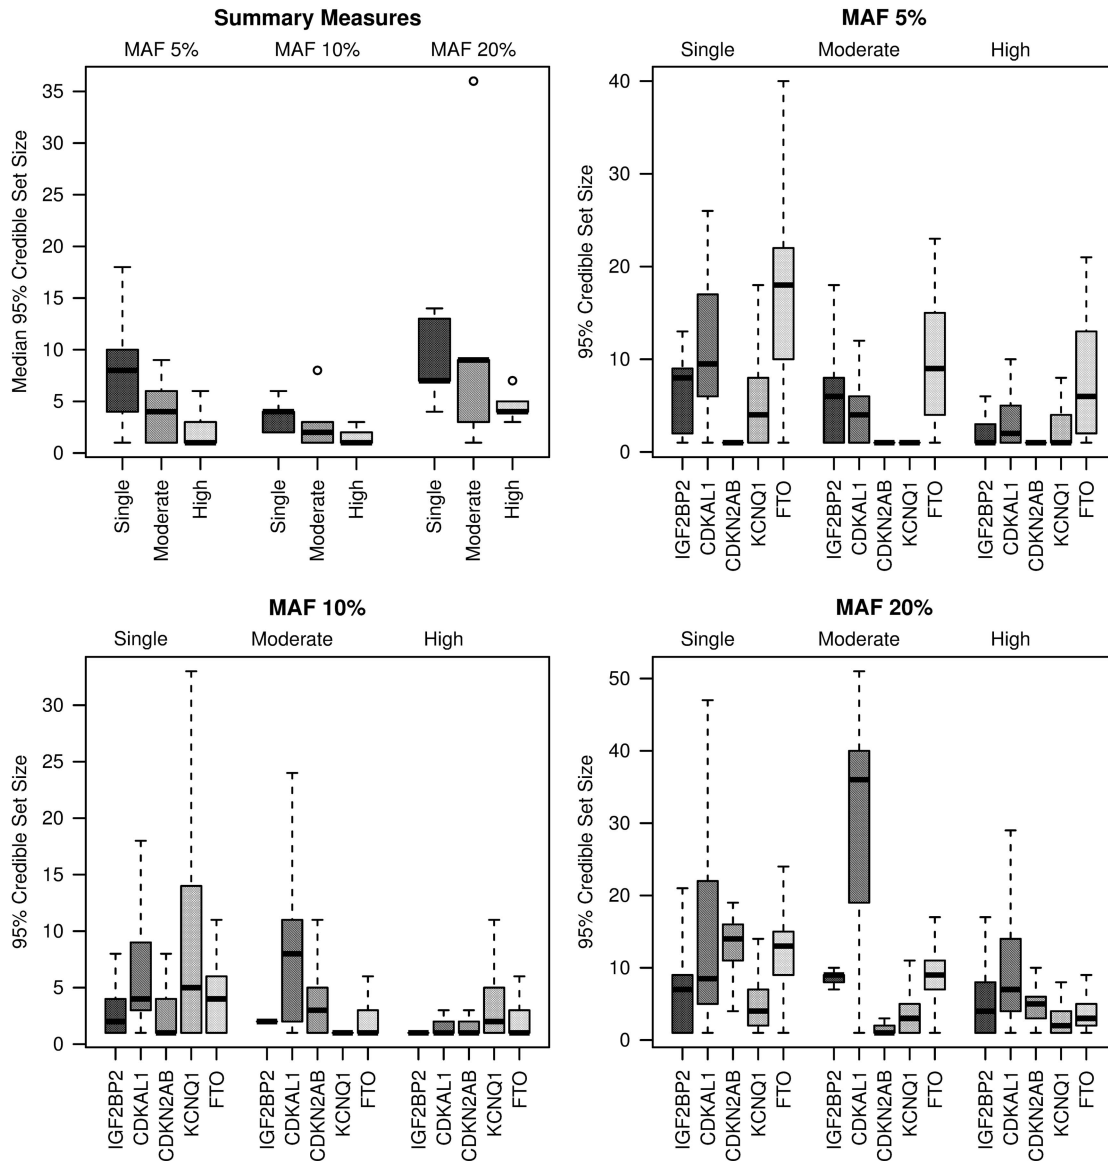 Summary Measures
MAF 5% MAF 10% MAF 20%
Median 95% Credible Set Size
35
30
25
20
15
10
5
0
Single Moderate High Single Moderate High Single Moderate High
MAF 5%
Single Moderate High
95% Credible Set Size
40
30
20
10
0
IGF2BP2 CDKAL1 CDKN2AB KCNQ1 FTO IGF2BP2 CDKAL1 CDKN2AB KCNQ1 FTO IGF2BP2 CDKAL1 CDKN2AB KCNQ1 FTO
MAF 10%
Single Moderate High
95% Credible Set Size
30
25
20
15
10
5
0
IGF2BP2 CDKAL1 CDKN2AB KCNQ1 FTO IGF2BP2 CDKAL1 CDKN2AB KCNQ1 FTO IGF2BP2 CDKAL1 CDKN2AB KCNQ1 FTO
MAF 20%
Single Moderate High
95% Credible Set Size
50
40
30
20
10
0
IGF2BP2 CDKAL1 CDKN2AB KCNQ1 FTO IGF2BP2 CDKAL1 CDKN2AB KCNQ1 FTO IGF2BP2 CDKAL1 CDKN2AB KCNQ1 FTO